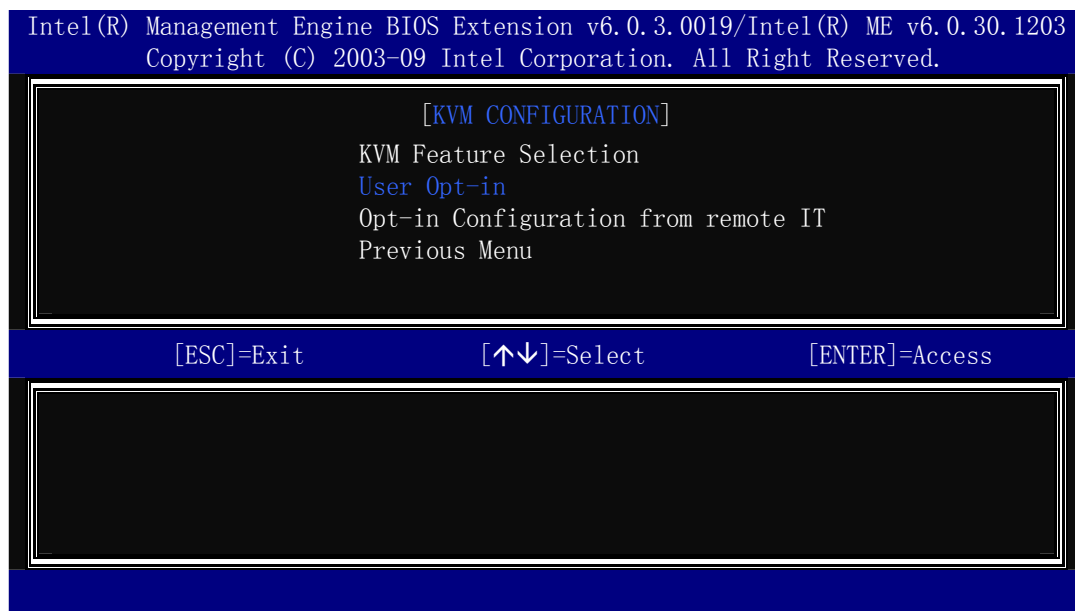 Intel(R) Management Engine BIOS Extension v6.0.3.0019/Intel(R) ME v6.0.30.1203
Copyright (C) 2003-09 Intel Corporation. All Right Reserved.
[KVM CONFIGURATION]
KVM Feature Selection
User Opt-in
Opt-in Configuration from remote IT
Previous Menu
[ESC]=Exit [↑↓]=Select [ENTER]=Access